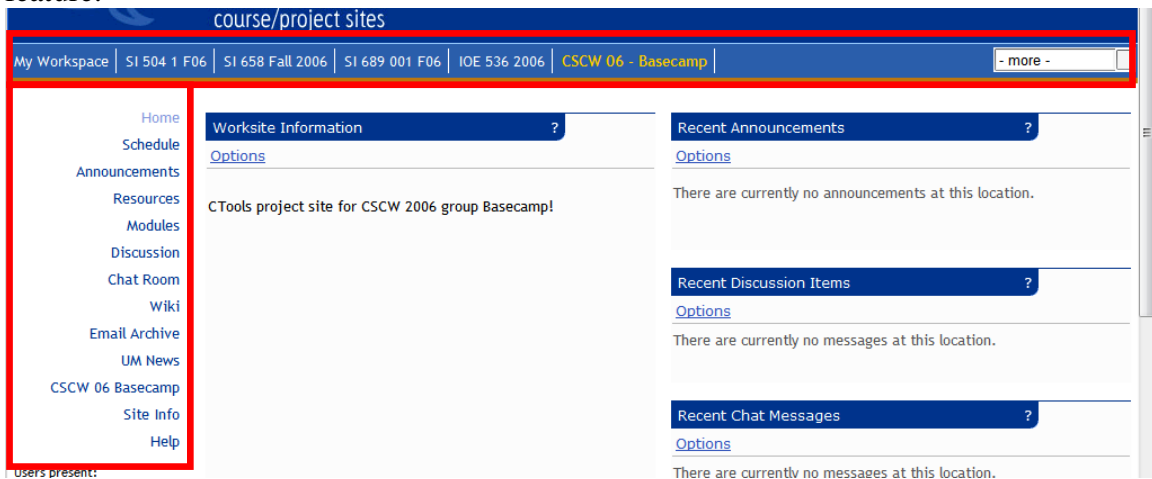 feature.
course/project sites
My Workspace SI 504 1 F06 SI 658 Fall 2006 SI 689 001 F06 IOE 536 2006 CSCW 06 - Basecamp - more -
Home
Schedule
Announcements
Resources
Modules
Discussion
Chat Room
Wiki
Email Archive
UM News
CSCW 06 Basecamp
Site Info
Help
Users present:
Worksite Information ?
Options
CTools project site for CSCW 2006 group Basecamp!
Recent Announcements ?
Options
There are currently no announcements at this location.
Recent Discussion Items ?
Options
There are currently no messages at this location.
Recent Chat Messages ?
Options
There are currently no messages at this location.